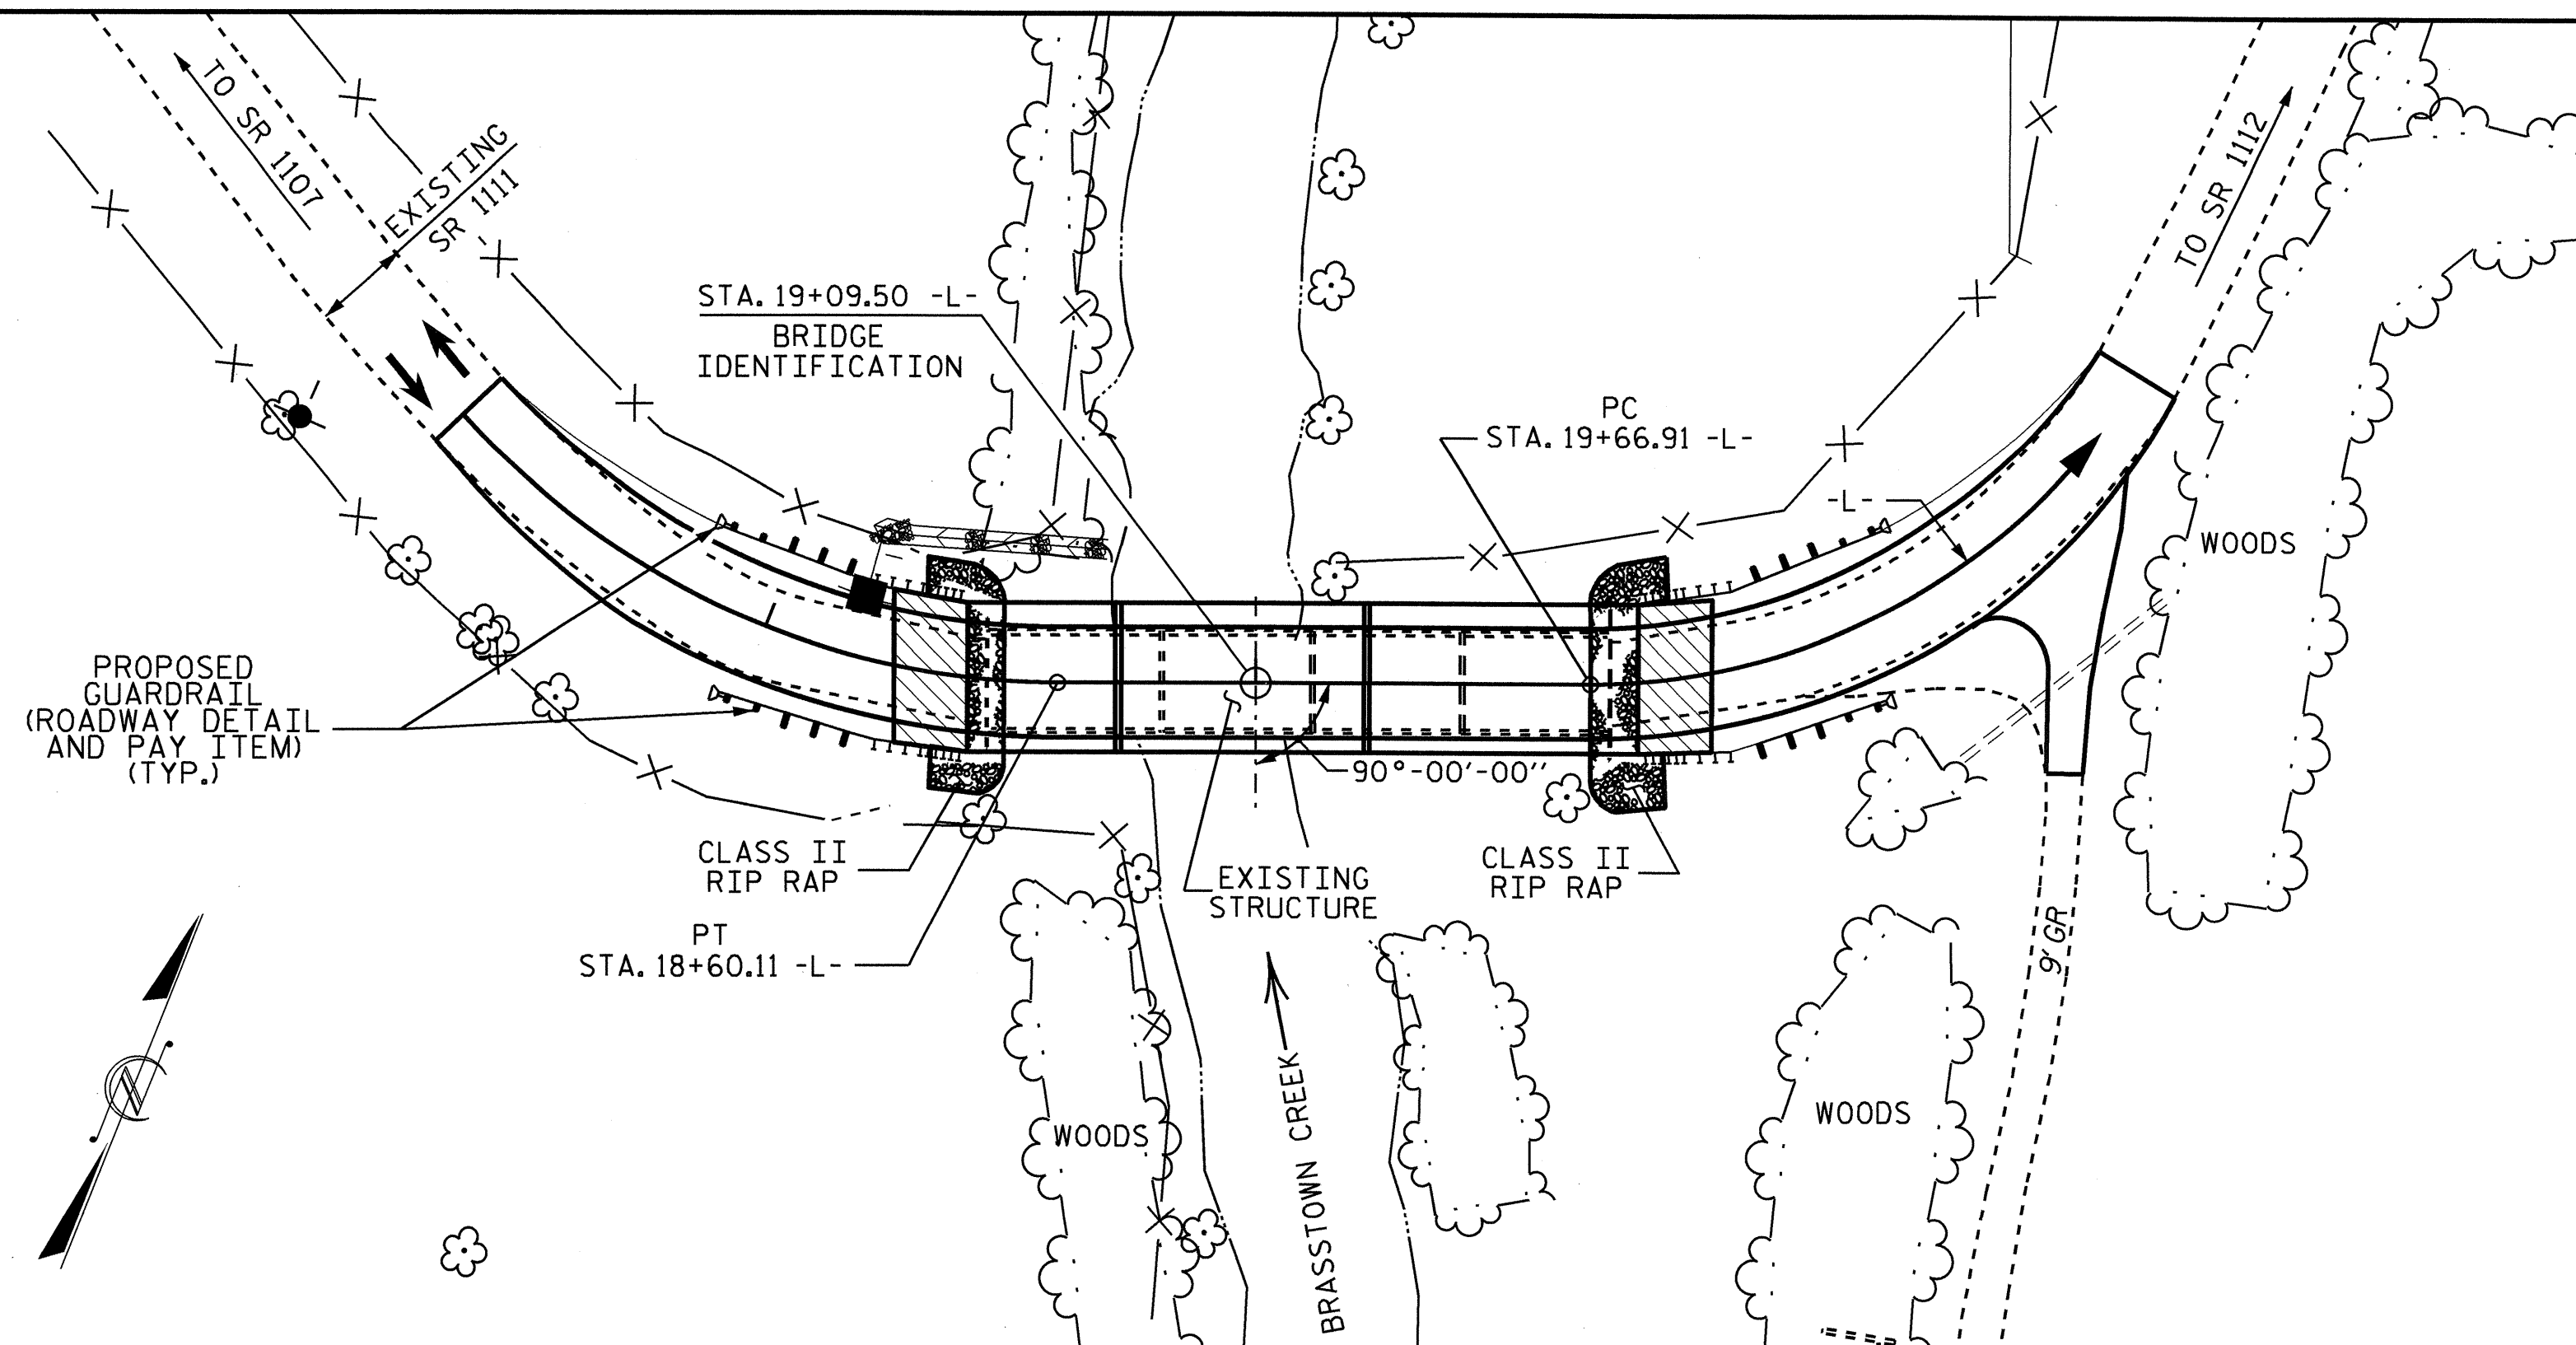 TO SR 1107
EXISTING
SR 1111
TO SR 1112
STA. 19+09.50 -L-
BRIDGE
IDENTIFICATION
PC
STA. 19+66.91 -L-
-L-
WOODS
PROPOSED
GUARDRAIL
(ROADWAY DETAIL
AND PAY ITEM)
(TYP.)
90°-00'-00"
CLASS II
RIP RAP
EXISTING
STRUCTURE
CLASS II
RIP RAP
PT
STA. 18+60.11 -L-
9' GR
N
BRASSTOWN CREEK
WOODS
WOODS